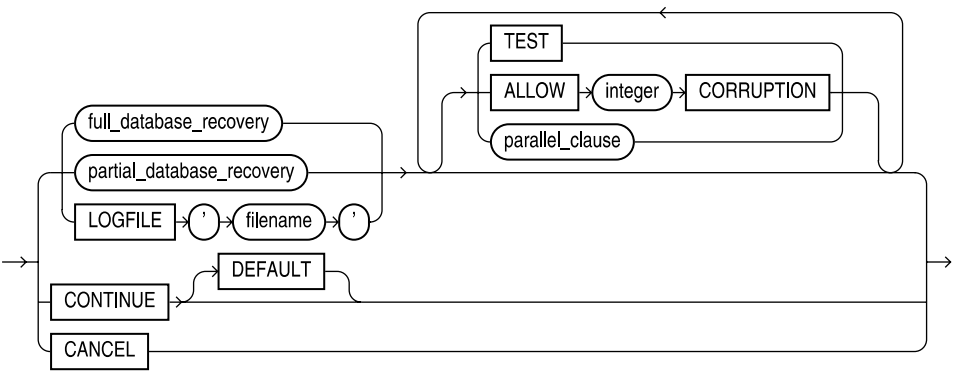 TEST
ALLOW integer CORRUPTION
parallel_clause
full_database_recovery
partial_database_recovery
LOGFILE ' filename '
DEFAULT
CONTINUE
CANCEL